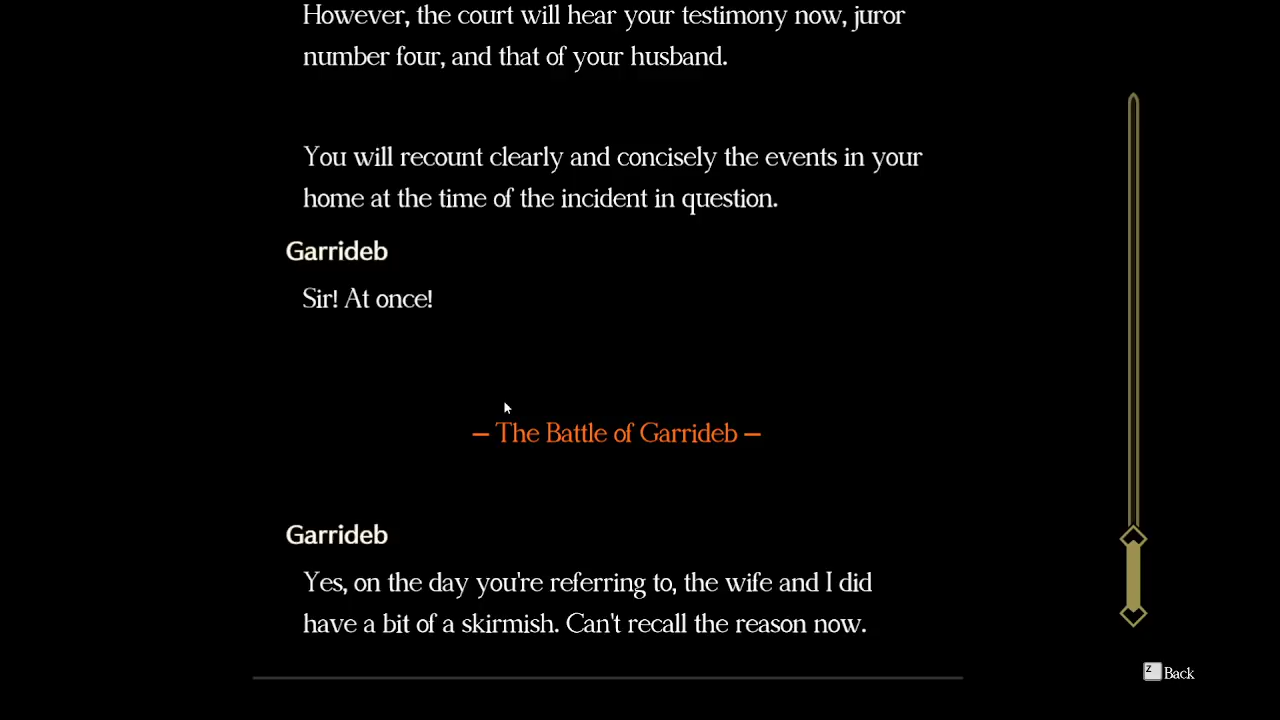 However, the court will hear your testimony now, juror
number four, and that of your husband.
You will recount clearly and concisely the events in your
home at the time of the incident in question.
Garrideb
Sir! At once!
– The Battle of Garrideb –
Garrideb
Yes, on the day you're referring to, the wife and I did
have a bit of a skirmish. Can't recall the reason now.
Z Back